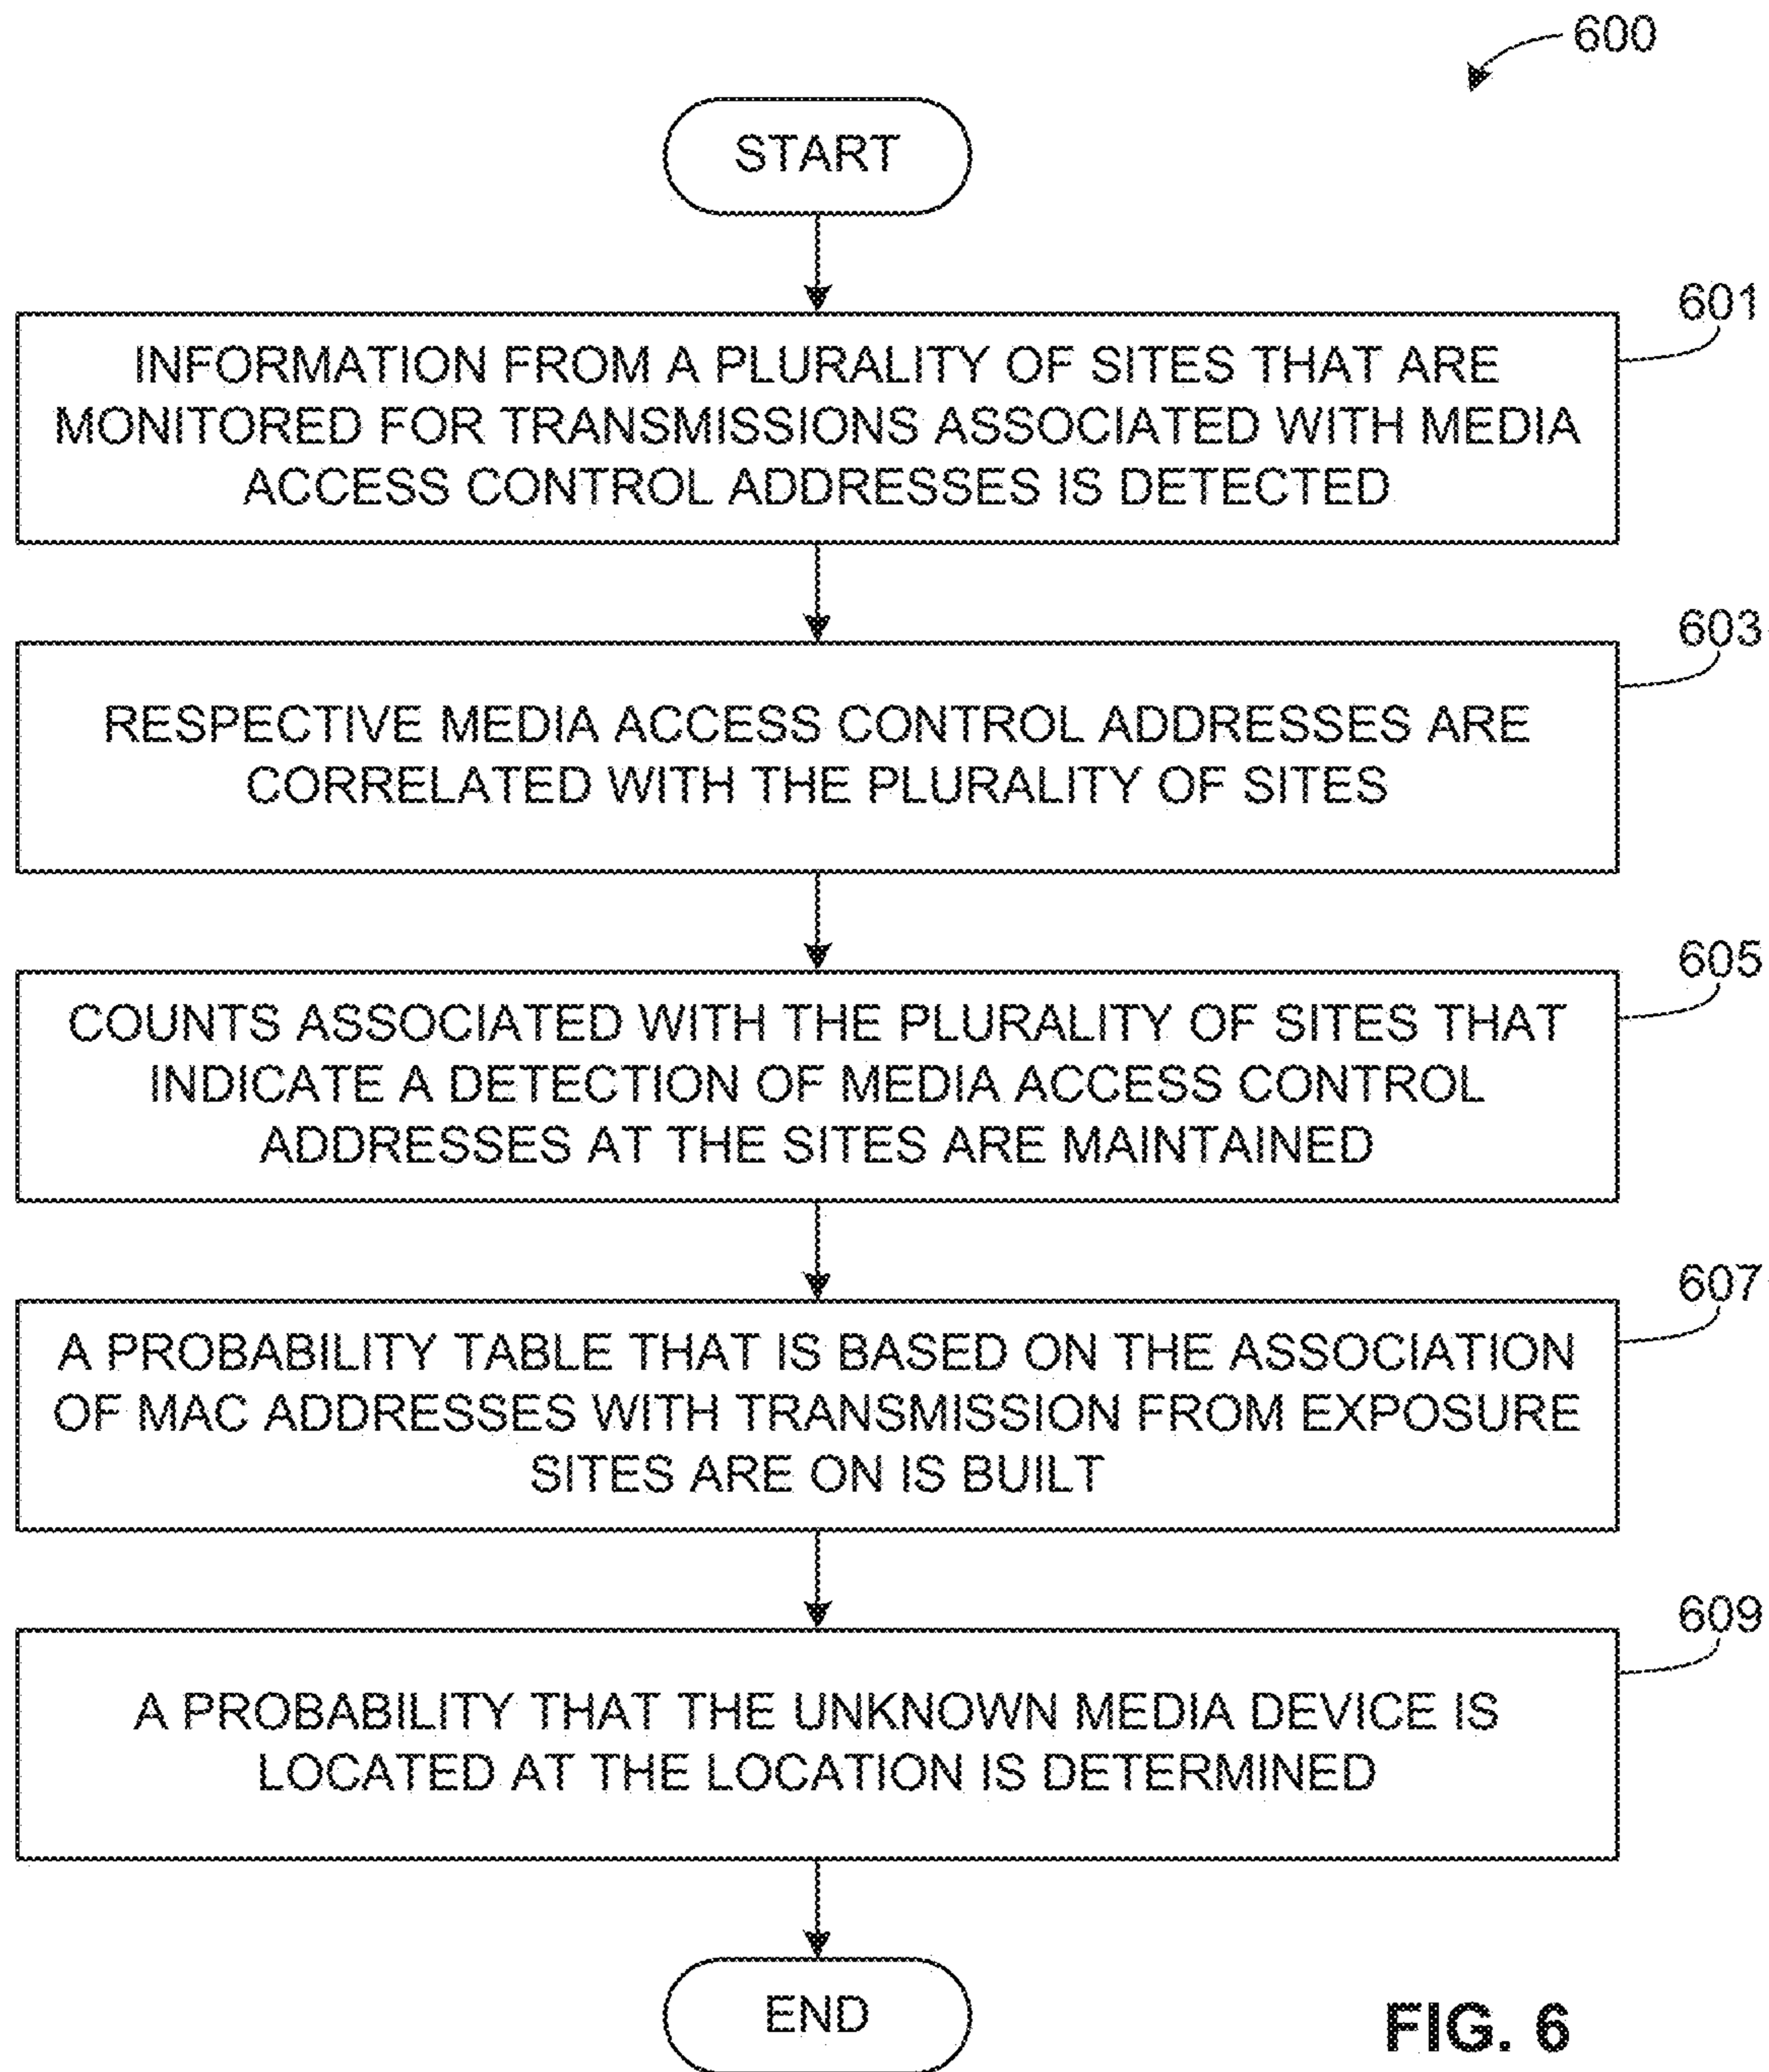 600
START
601
INFORMATION FROM A PLURALITY OF SITES THAT ARE
MONITORED FOR TRANSMISSIONS ASSOCIATED WITH MEDIA
ACCESS CONTROL ADDRESSES IS DETECTED
603
RESPECTIVE MEDIA ACCESS CONTROL ADDRESSES ARE
CORRELATED WITH THE PLURALITY OF SITES
605
COUNTS ASSOCIATED WITH THE PLURALITY OF SITES THAT
INDICATE A DETECTION OF MEDIA ACCESS CONTROL
ADDRESSES AT THE SITES ARE MAINTAINED
607
A PROBABILITY TABLE THAT IS BASED ON THE ASSOCIATION
OF MAC ADDRESSES WITH TRANSMISSION FROM EXPOSURE
SITES ARE ON IS BUILT
609
A PROBABILITY THAT THE UNKNOWN MEDIA DEVICE IS
LOCATED AT THE LOCATION IS DETERMINED
END
FIG. 6